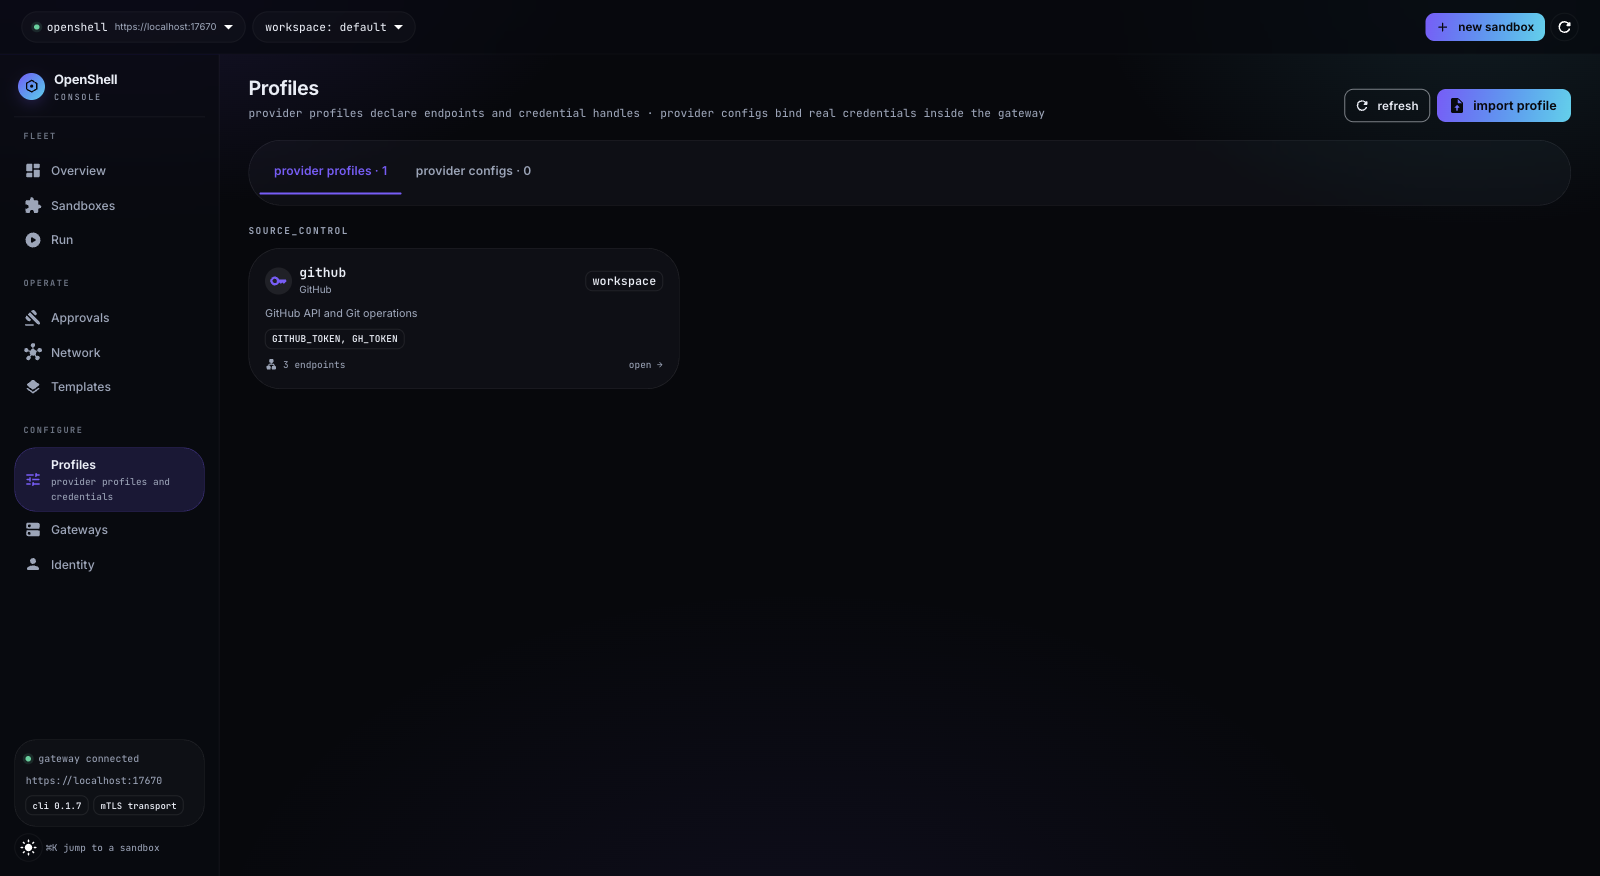 openshell https://localhost:17670
workspace: default
new sandbox
OpenShell
CONSOLE
FLEET
Overview
Sandboxes
Run
OPERATE
Approvals
Network
Templates
CONFIGURE
Profiles
provider profiles and
credentials
Gateways
Identity
gateway connected
https://localhost:17670
cli 0.1.7 mTLS transport
⌘K jump to a sandbox
Profiles
provider profiles declare endpoints and credential handles · provider configs bind real credentials inside the gateway
refresh
import profile
provider profiles · 1
provider configs · 0
SOURCE_CONTROL
github
GitHub
workspace
GitHub API and Git operations
GITHUB_TOKEN, GH_TOKEN
3 endpoints
open →